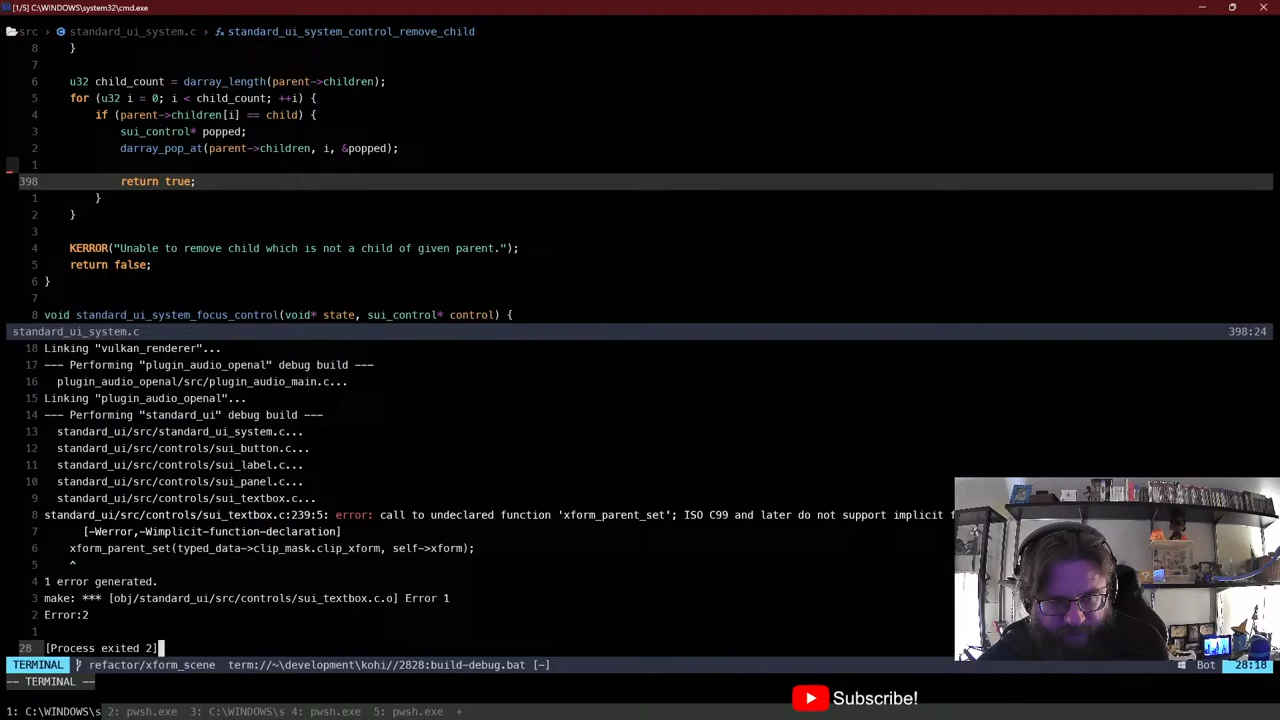 [1/5] C:\WINDOWS\system32\cmd.exe
src > C standard_ui_system.c > fx standard_ui_system_control_remove_child
8 }
7
6 u32 child_count = darray_length(parent->children);
5 for (u32 i = 0; i < child_count; ++i) {
4 if (parent->children[i] == child) {
3 sui_control* popped;
2 darray_pop_at(parent->children, i, &popped);
1
398 return true;
1 }
2 }
3
4 KERROR("Unable to remove child which is not a child of given parent.");
5 return false;
6 }
7
8 void standard_ui_system_focus_control(void* state, sui_control* control) {
standard_ui_system.c 398:24
18 Linking "vulkan_renderer"...
17 --- Performing "plugin_audio_openal" debug build ---
16 plugin_audio_openal/src/plugin_audio_main.c...
15 Linking "plugin_audio_openal"...
14 --- Performing "standard_ui" debug build ---
13 standard_ui/src/standard_ui_system.c...
12 standard_ui/src/controls/sui_button.c...
11 standard_ui/src/controls/sui_label.c...
10 standard_ui/src/controls/sui_panel.c...
9 standard_ui/src/controls/sui_textbox.c...
8 standard_ui/src/controls/sui_textbox.c:239:5: error: call to undeclared function 'xform_parent_set'; ISO C99 and later do not support implicit f
7 [-Werror,-Wimplicit-function-declaration]
6 xform_parent_set(typed_data->clip_mask.clip_xform, self->xform);
5 ^
4 1 error generated.
3 make: *** [obj/standard_ui/src/controls/sui_textbox.c.o] Error 1
2 Error:2
1
28 [Process exited 2]
TERMINAL refactor/xform_scene term://~\development\kohi//2828:build-debug.bat [-] Bot 28:18
-- TERMINAL --
Subscribe!
1: C:\WINDOWS\s 2: pwsh.exe 3: C:\WINDOWS\s 4: pwsh.exe 5: pwsh.exe +